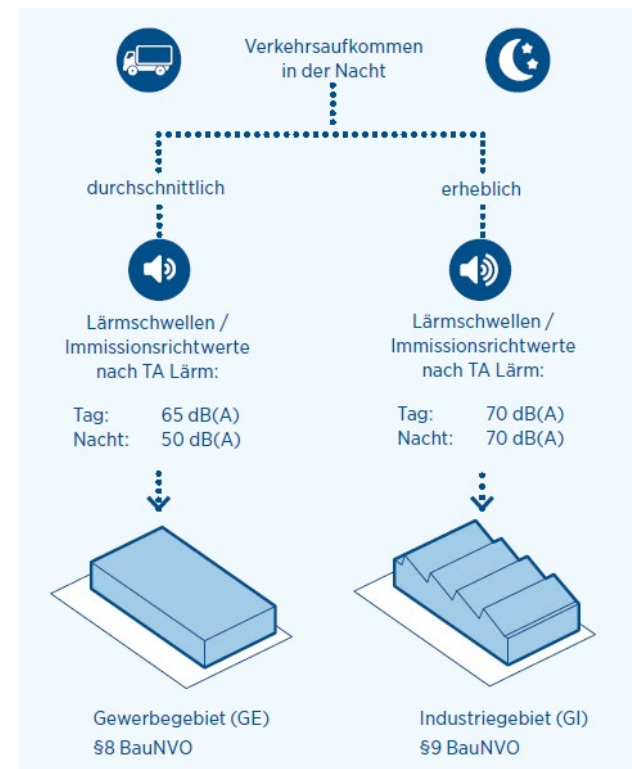 Verkehrsaufkommen
in der Nacht
durchschnittlich
erheblich
Lärmschwellen /
Immissionsrichtwerte
nach TA Lärm:
Tag: 65 dB(A)
Nacht: 50 dB(A)
Gewerbegebiet (GE)
§8 BauNVO
Lärmschwellen /
Immissionsrichtwerte
nach TA Lärm:
Tag: 70 dB(A)
Nacht: 70 dB(A)
Industriegebiet (GI)
§9 BauNVO